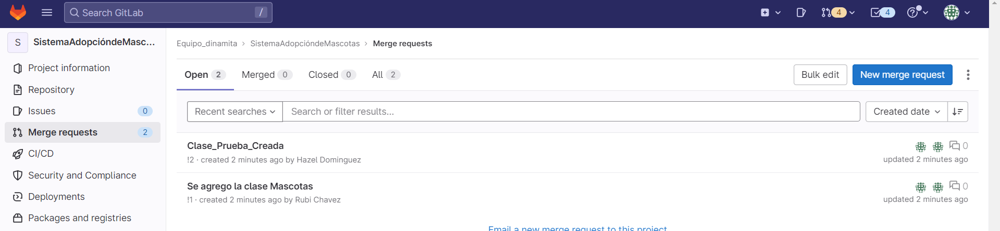 Search GitLab /
4
4
S SistemaAdopcióndeMasc...
Project information
Repository
Issues 0
Merge requests 2
CI/CD
Security and Compliance
Deployments
Packages and registries
Equipo_dinamita › SistemaAdopcióndeMascotas › Merge requests
Open 2 Merged 0 Closed 0 All 2 Bulk edit New merge request
Recent searches Search or filter results... Created date
Clase_Prueba_Creada 0
!2 · created 2 minutes ago by Hazel Dominguez updated 2 minutes ago
Se agrego la clase Mascotas 0
!1 · created 2 minutes ago by Rubi Chavez updated 2 minutes ago
Email a new merge request to this project